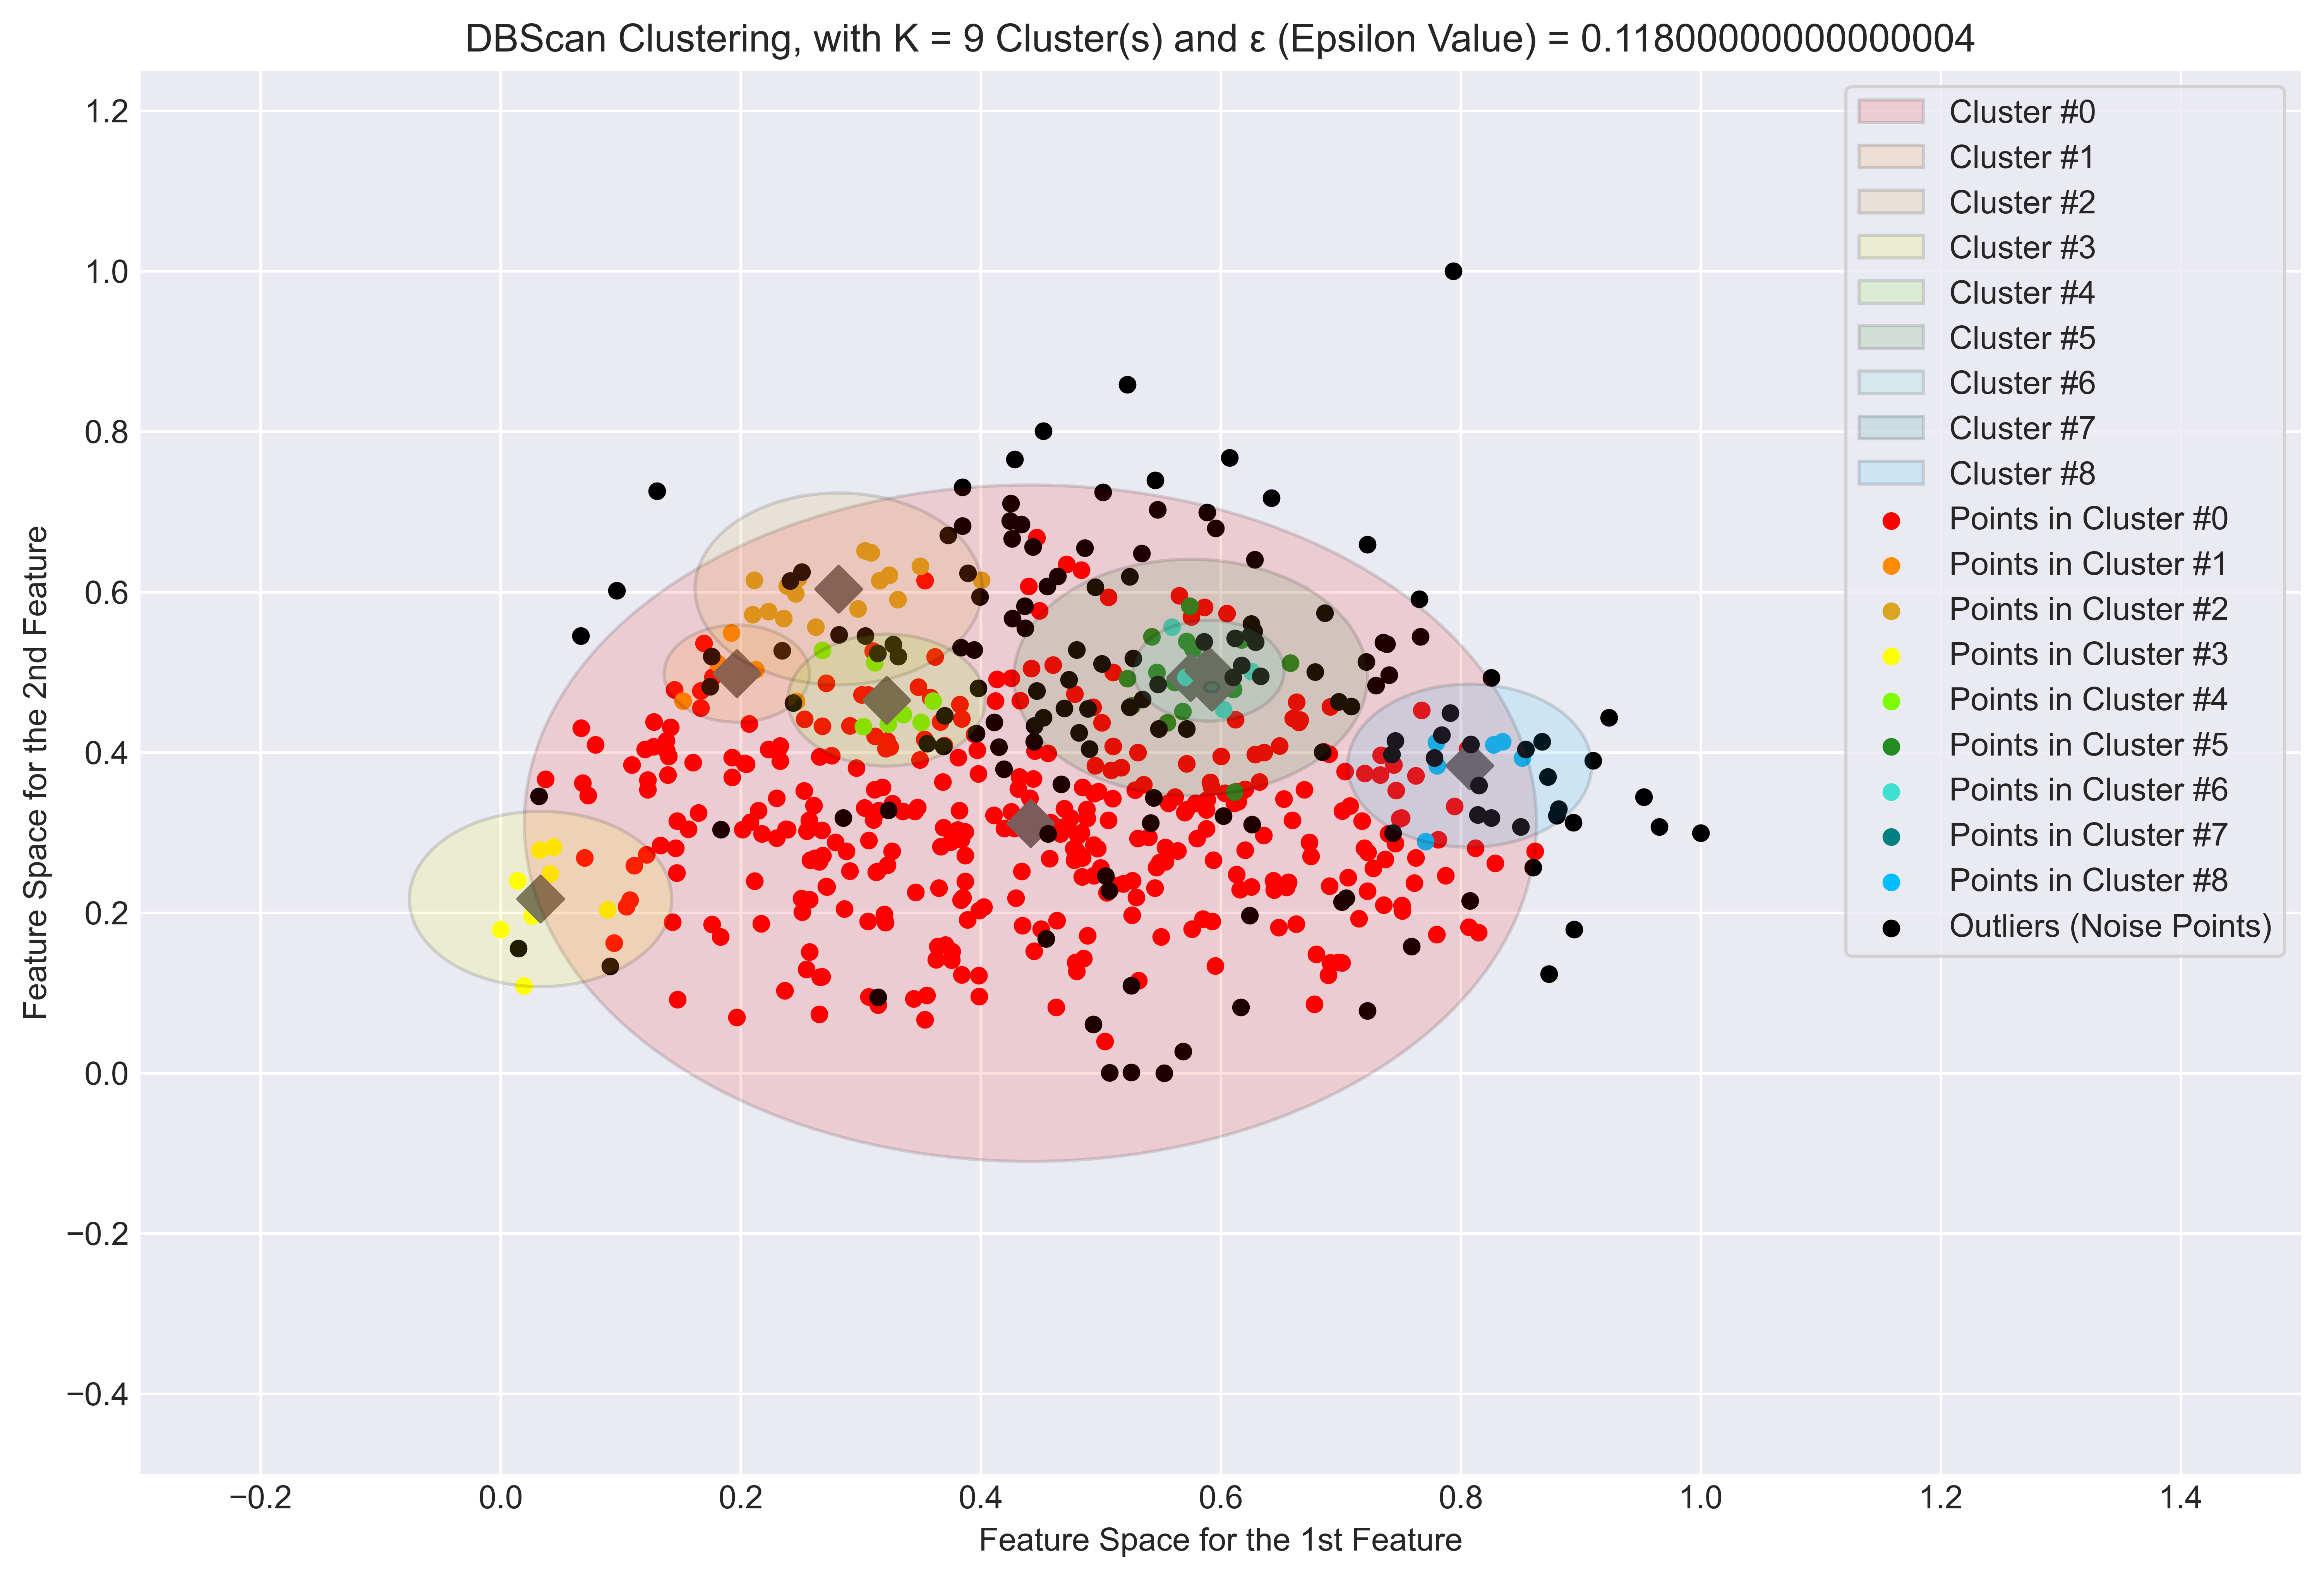 DBScan Clustering, with K = 9 Cluster(s) and ε (Epsilon Value) = 0.11800000000000004
1.2
1.0
0.8
0.6
0.4
0.2
0.0
−0.2
−0.4
Feature Space for the 2nd Feature
Cluster #0
Cluster #1
Cluster #2
Cluster #3
Cluster #4
Cluster #5
Cluster #6
Cluster #7
Cluster #8
Points in Cluster #0
Points in Cluster #1
Points in Cluster #2
Points in Cluster #3
Points in Cluster #4
Points in Cluster #5
Points in Cluster #6
Points in Cluster #7
Points in Cluster #8
Outliers (Noise Points)
−0.2 0.0 0.2 0.4 0.6 0.8 1.0 1.2 1.4
Feature Space for the 1st Feature